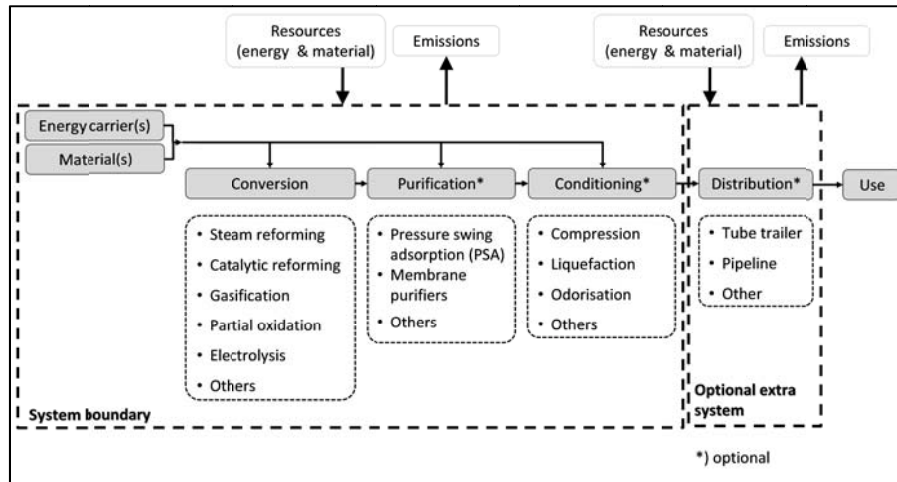 Resources
(energy & material)
Emissions
Resources
(energy & material)
Emissions
Energy carrier(s)
Material(s)
Conversion
Purification*
Conditioning*
Distribution*
Use
• Steam reforming
• Catalytic reforming
• Gasification
• Partial oxidation
• Electrolysis
• Others
• Pressure swing
adsorption (PSA)
• Membrane
purifiers
• Others
• Compression
• Liquefaction
• Odorisation
• Others
• Tube trailer
• Pipeline
• Other
System boundary
Optional extra
system
*) optional